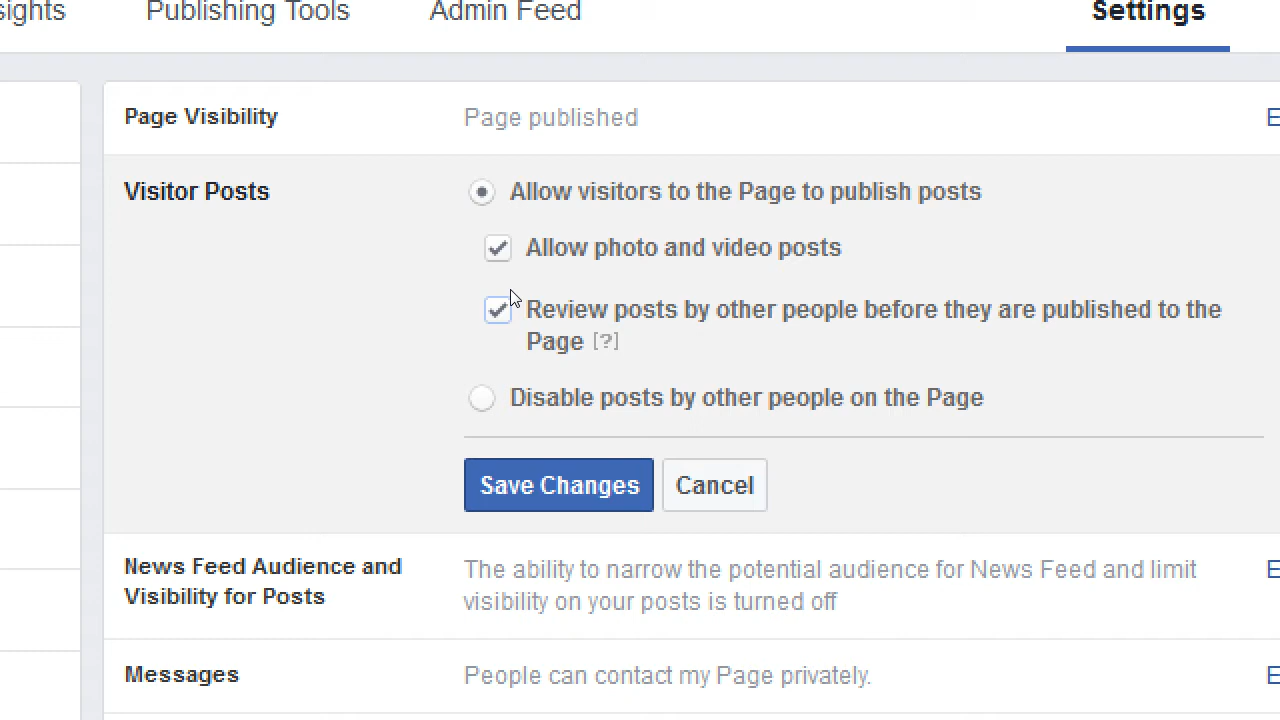 sights Publishing Tools Admin Feed Settings
Page Visibility Page published E
Visitor Posts Allow visitors to the Page to publish posts
Allow photo and video posts
Review posts by other people before they are published to the
Page [?]
Disable posts by other people on the Page
Save Changes Cancel
News Feed Audience and
Visibility for Posts
The ability to narrow the potential audience for News Feed and limit
visibility on your posts is turned off
E
Messages People can contact my Page privately. E